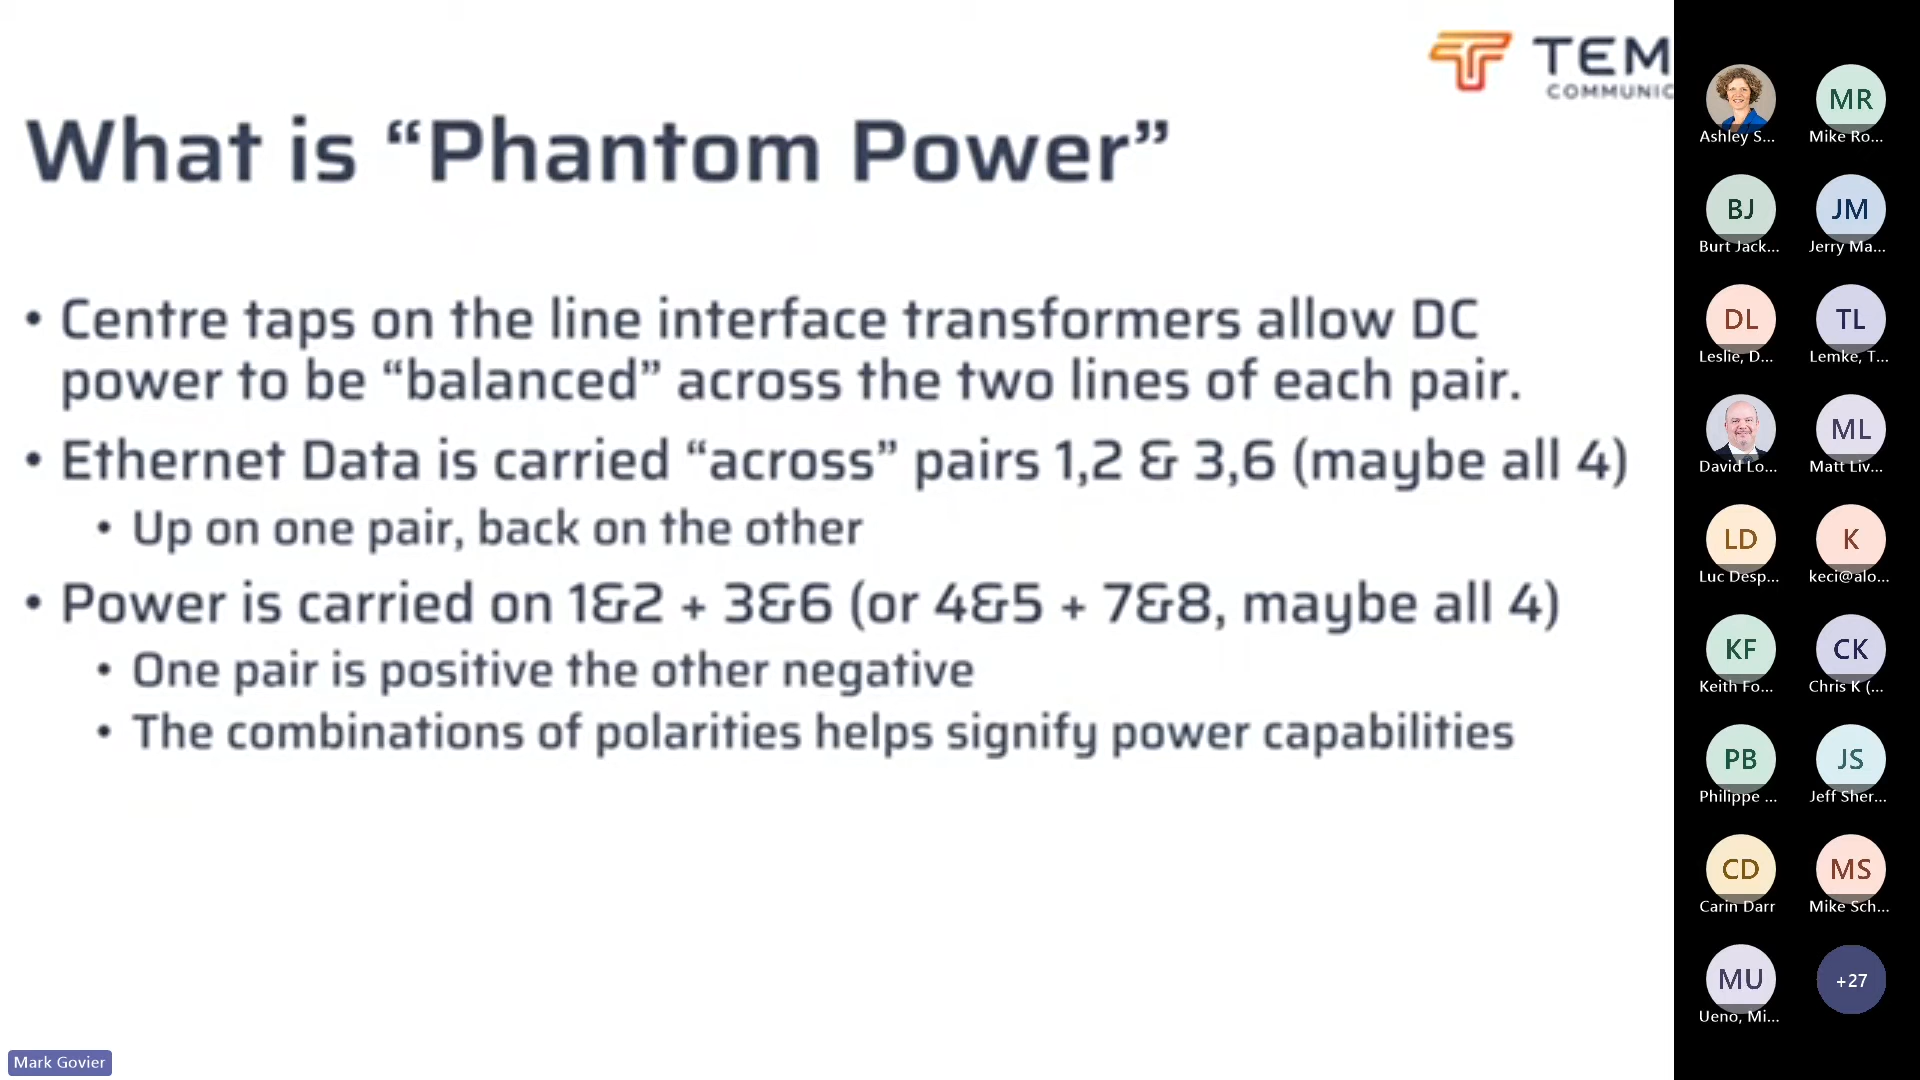 TEM
COMMUNIC
What is “Phantom Power”
• Centre taps on the line interface transformers allow DC
power to be “balanced” across the two lines of each pair.
• Ethernet Data is carried “across” pairs 1,2 & 3,6 (maybe all 4)
• Up on one pair, back on the other
• Power is carried on 1&2 + 3&6 (or 4&5 + 7&8, maybe all 4)
• One pair is positive the other negative
• The combinations of polarities helps signify power capabilities
Mark Govier
Ashley S...
MR
Mike Ro...
BJ
Burt Jack...
JM
Jerry Ma...
DL
Leslie, D...
TL
Lemke, T...
David Lo...
ML
Matt Liv...
LD
Luc Desp...
K
keci@alo...
KF
Keith Fo...
CK
Chris K (...
PB
Philippe ...
JS
Jeff Sher...
CD
Carin Darr
MS
Mike Sch...
MU
Ueno, Mi...
+27